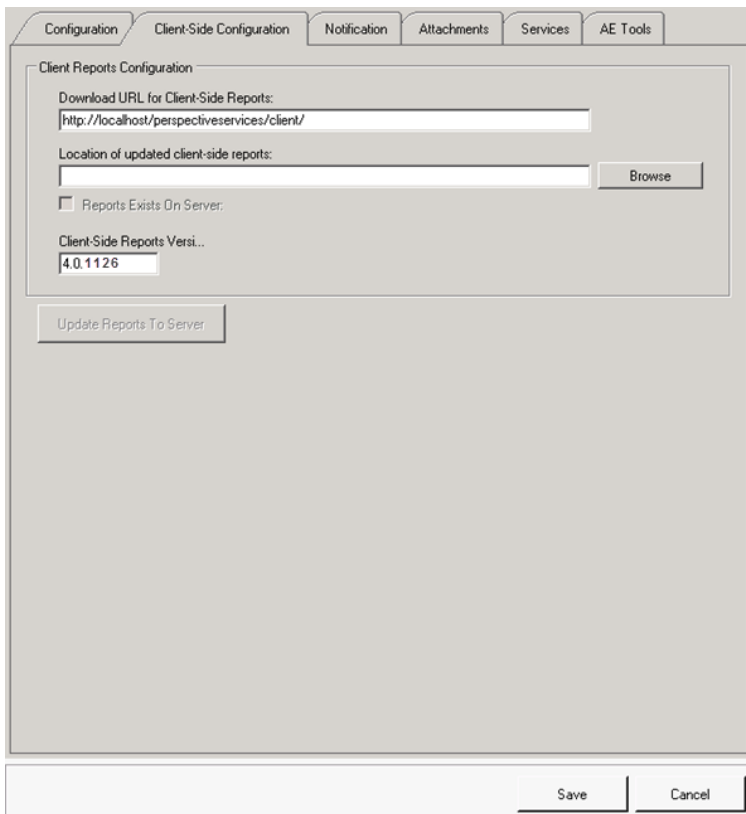 Configuration Client-Side Configuration Notification Attachments Services AE Tools
Client Reports Configuration
Download URL for Client-Side Reports:
http://localhost/perspectiveservices/client/
Location of updated client-side reports:
Browse
Reports Exists On Server:
Client-Side Reports Versi...
4.0.1126
Update Reports To Server
Save Cancel